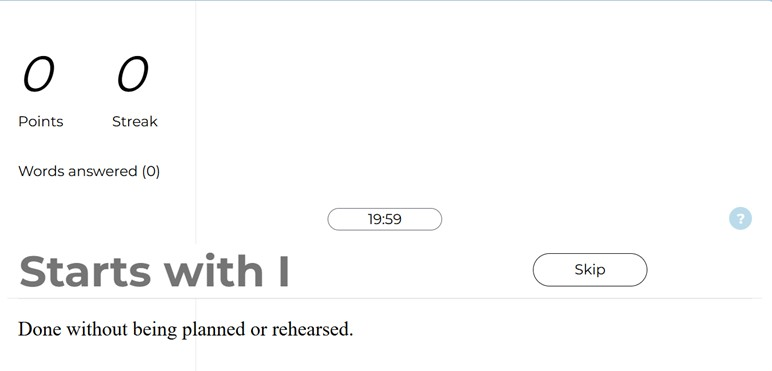 0 0
Points Streak
Words answered (0)
19:59
?
Starts with I
Skip
Done without being planned or rehearsed.